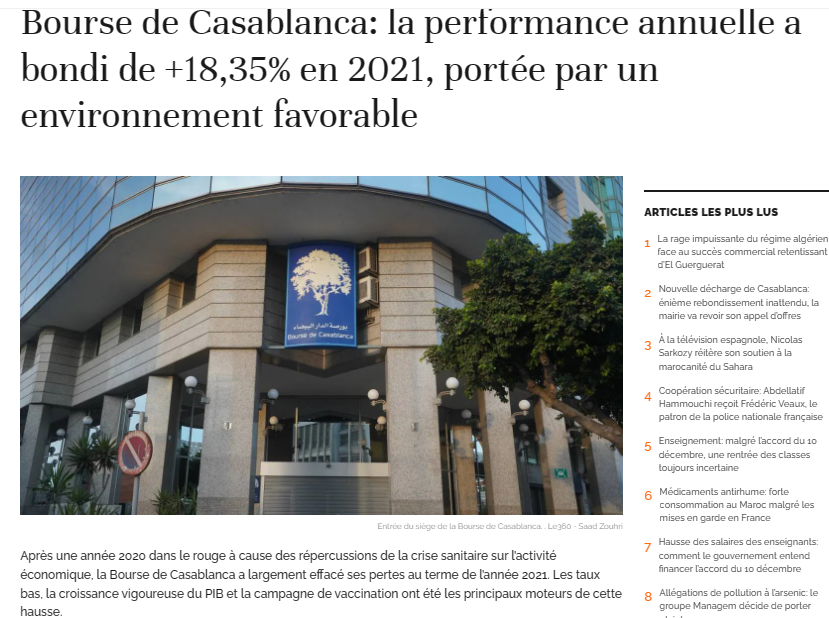 Bourse de Casablanca: la performance annuelle a
bondi de +18,35% en 2021, portée par un
environnement favorable
بورصة الدار البيضاء
Bourse de Casablanca
Entrée du siège de la Bourse de Casablanca. . Le360 - Saad Zouhri
Après une année 2020 dans le rouge à cause des répercussions de la crise sanitaire sur l'activité
économique, la Bourse de Casablanca a largement effacé ses pertes au terme de l'année 2021. Les taux
bas, la croissance vigoureuse du PIB et la campagne de vaccination ont été les principaux moteurs de cette
hausse.
ARTICLES LES PLUS LUS
1 La rage impuissante du régime algérien
face au succès commercial retentissant
d'El Guerguerat
2 Nouvelle décharge de Casablanca:
énième rebondissement inattendu, la
mairie va revoir son appel d'offres
3 À la télévision espagnole, Nicolas
Sarkozy réitère son soutien à la
marocanité du Sahara
4 Coopération sécuritaire: Abdellatif
Hammouchi reçoit Frédéric Veaux, le
patron de la police nationale française
5 Enseignement: malgré l'accord du 10
décembre, une rentrée des classes
toujours incertaine
6 Médicaments antirhume: forte
consommation au Maroc malgré les
mises en garde en France
7 Hausse des salaires des enseignants:
comment le gouvernement entend
financer l'accord du 10 décembre
8 Allégations de pollution à l'arsenic: le
groupe Managem décide de porter